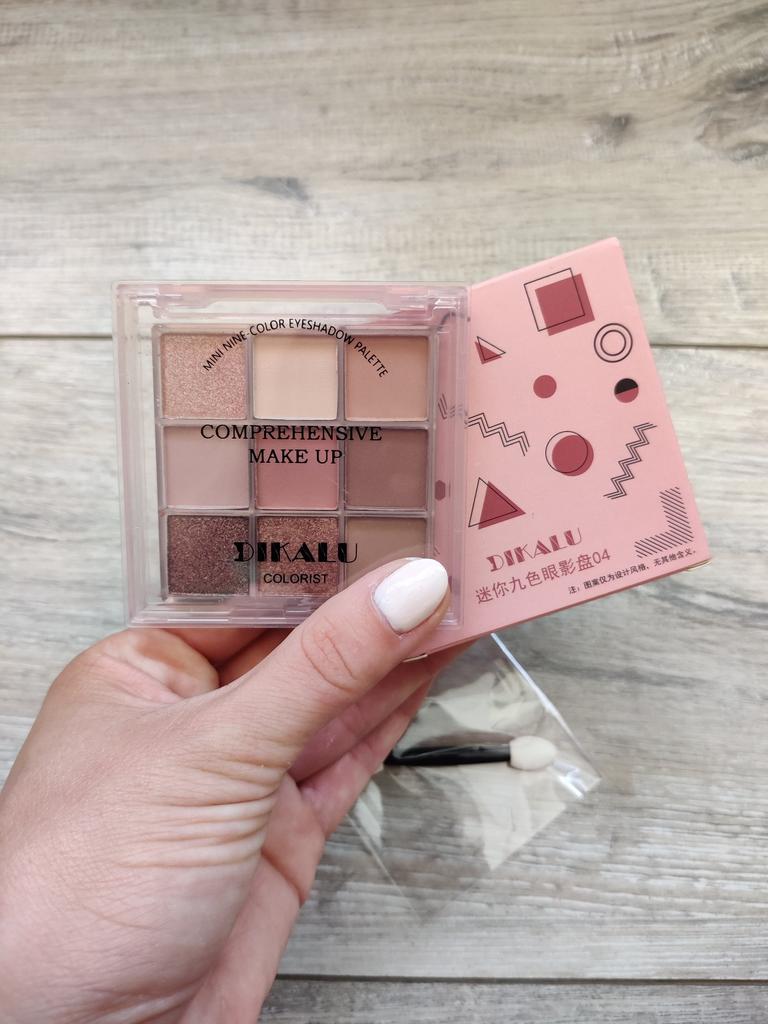 MINI NINE-COLOR EYESHADOW PALETTE
COMPREHENSIVE
MAKE UP
DIKALU
COLORIST
DIKALU
迷你九色眼影盘04
注：图案仅为设计风格，无其他含义。